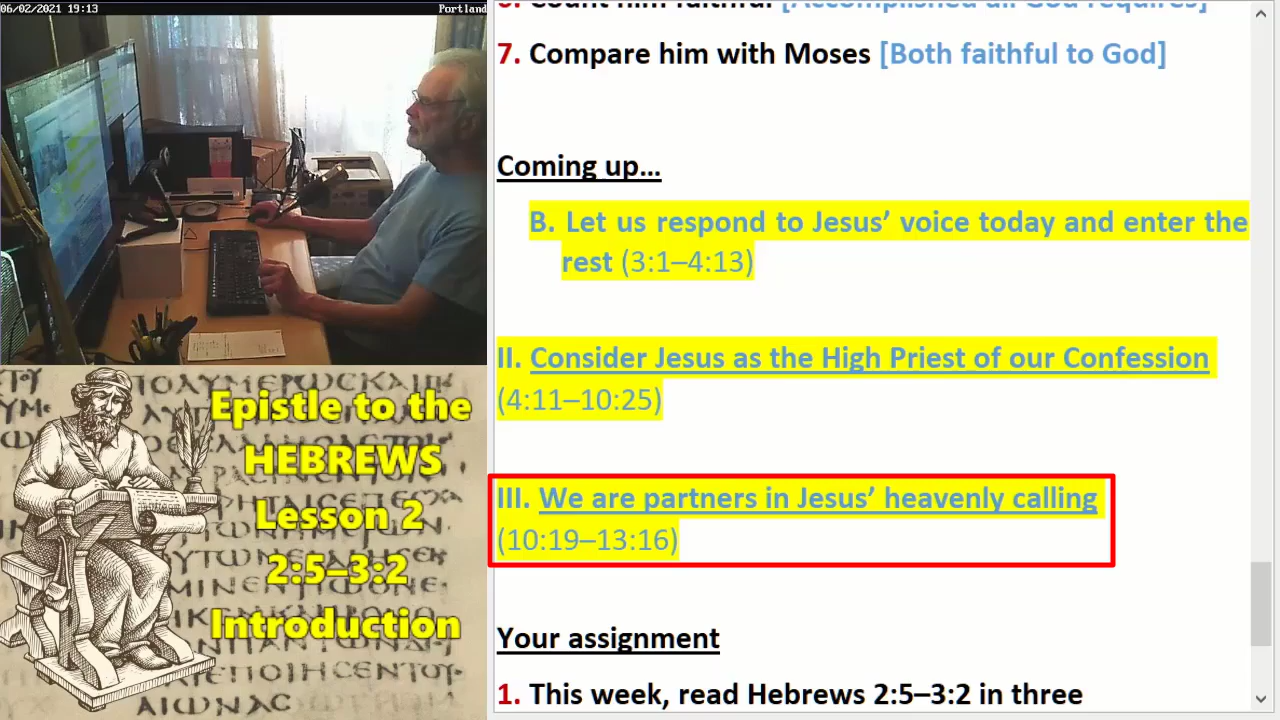 06/02/2021 19:13
Portland
7. Compare him with Moses [Both faithful to God]
Coming up…
B. Let us respond to Jesus’ voice today and enter the
rest (3:1–4:13)
II. Consider Jesus as the High Priest of our Confession
(4:11–10:25)
III. We are partners in Jesus’ heavenly calling
(10:19–13:16)
Your assignment
1. This week, read Hebrews 2:5–3:2 in three
Epistle to the
HEBREWS
Lesson 2
2:5–3:2
Introduction